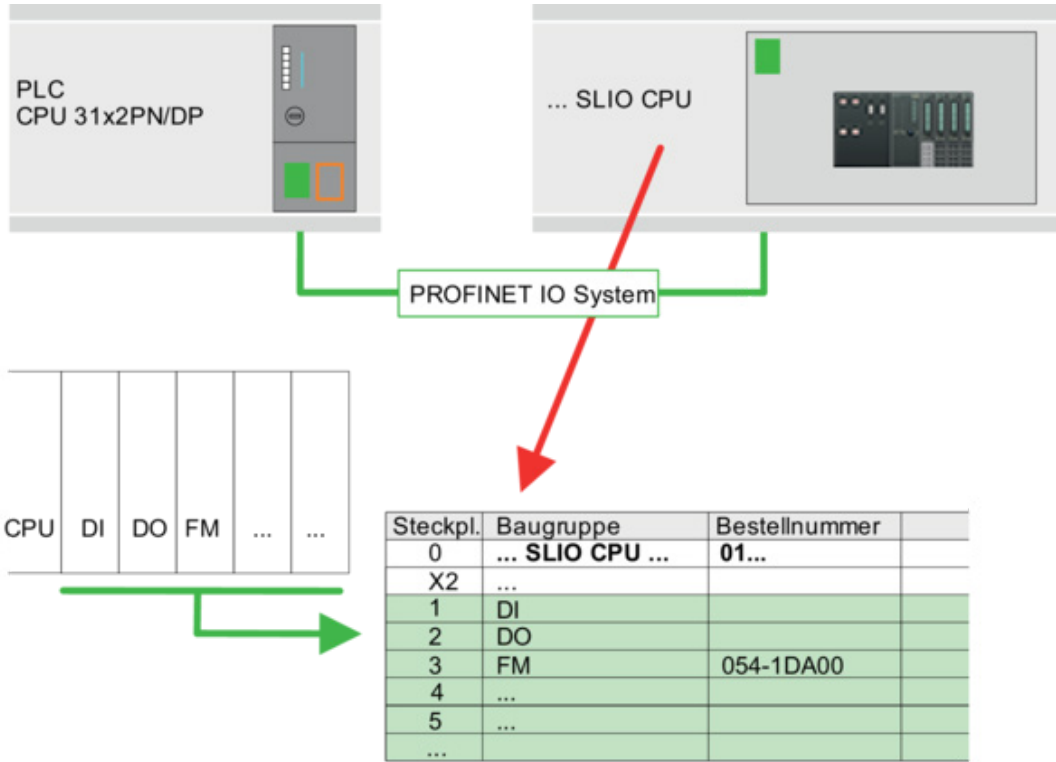 PLC
CPU 31x2PN/DP
... SLIO CPU
PROFINET IO System
CPU DI DO FM ... ...
Steckpl. Baugruppe Bestellnummer
0 ... SLIO CPU ... 01...
X2 ...
1 DI
2 DO
3 FM 054-1DA00
4 ...
5 ...
...